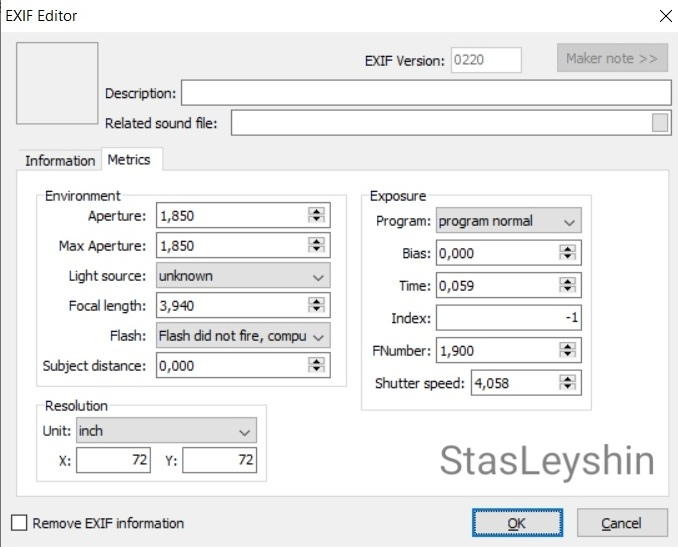 EXIF Editor
EXIF Version: 0220 Maker note >>
Description:
Related sound file:
Information Metrics
Environment
Aperture: 1,850
Max Aperture: 1,850
Light source: unknown
Focal length: 3,940
Flash: Flash did not fire, compu
Subject distance: 0,000
Exposure
Program: program normal
Bias: 0,000
Time: 0,059
Index: -1
FNumber: 1,900
Shutter speed: 4,058
Resolution
Unit: inch
X: 72 Y: 72
StasLeyshin
Remove EXIF information OK Cancel